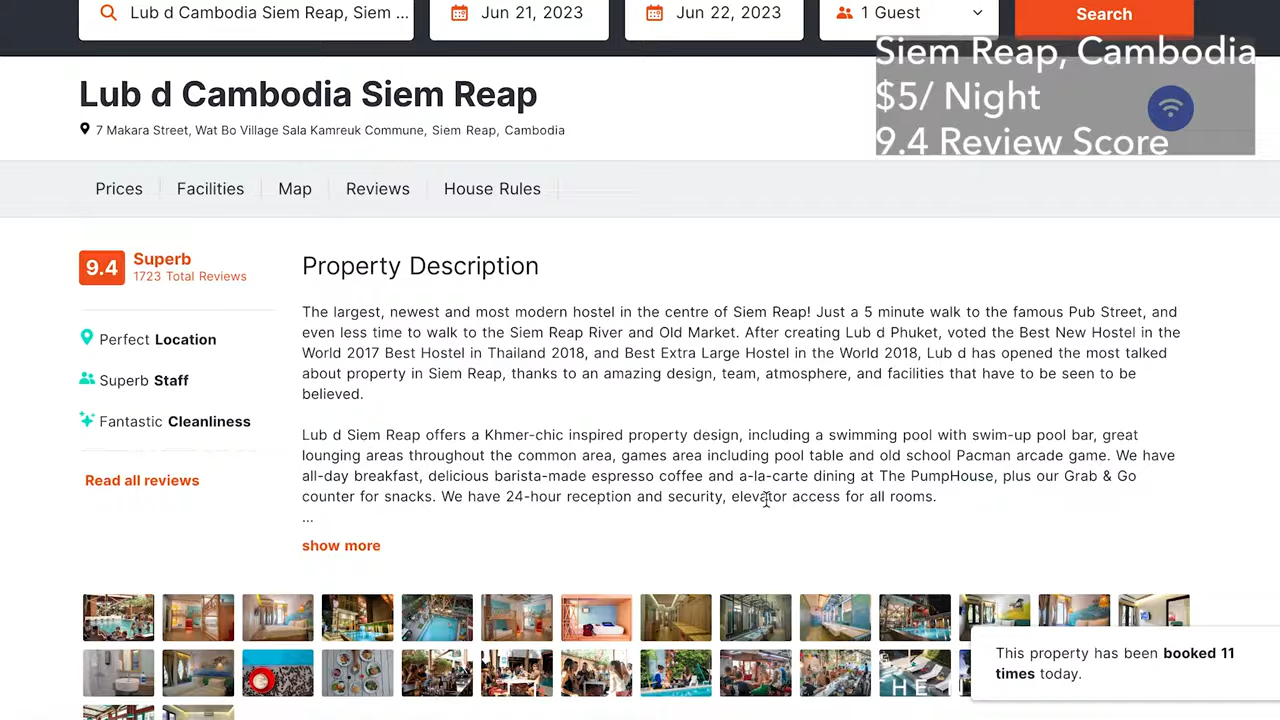 Lub d Cambodia Siem Reap, Siem ...
Jun 21, 2023
Jun 22, 2023
1 Guest
Search
Siem Reap, Cambodia
$5/ Night
9.4 Review Score
Lub d Cambodia Siem Reap
7 Makara Street, Wat Bo Village Sala Kamreuk Commune, Siem Reap, Cambodia
Prices
Facilities
Map
Reviews
House Rules
9.4
Superb
1723 Total Reviews
Perfect Location
Superb Staff
Fantastic Cleanliness
Read all reviews
Property Description
The largest, newest and most modern hostel in the centre of Siem Reap! Just a 5 minute walk to the famous Pub Street, and
even less time to walk to the Siem Reap River and Old Market. After creating Lub d Phuket, voted the Best New Hostel in the
World 2017 Best Hostel in Thailand 2018, and Best Extra Large Hostel in the World 2018, Lub d has opened the most talked
about property in Siem Reap, thanks to an amazing design, team, atmosphere, and facilities that have to be seen to be
believed.
Lub d Siem Reap offers a Khmer-chic inspired property design, including a swimming pool with swim-up pool bar, great
lounging areas throughout the common area, games area including pool table and old school Pacman arcade game. We have
all-day breakfast, delicious barista-made espresso coffee and a-la-carte dining at The PumpHouse, plus our Grab & Go
counter for snacks. We have 24-hour reception and security, elevator access for all rooms.
...
show more
This property has been booked 11
times today.